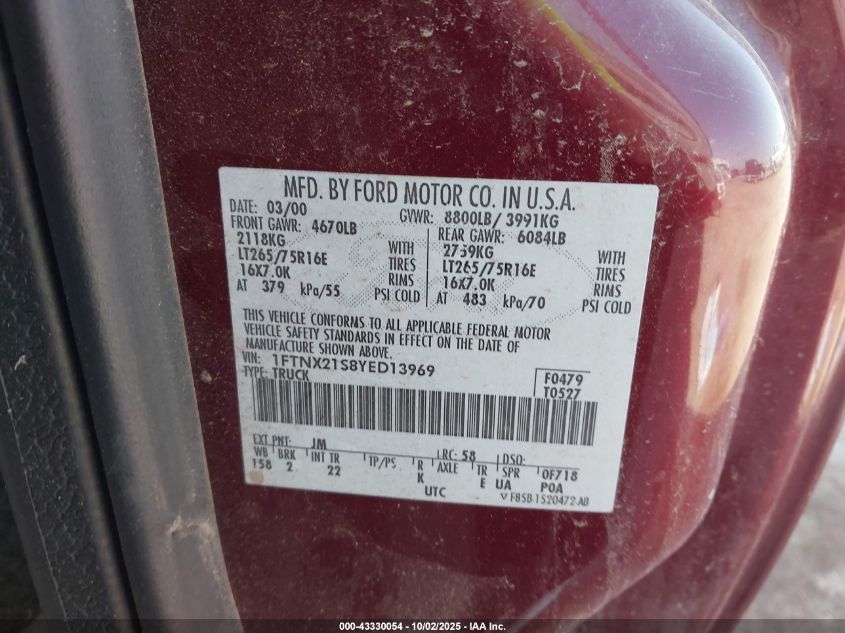 MFD. BY FORD MOTOR CO. IN U.S.A.
DATE: 03/00 GVWR: 8800LB/ 3991KG
FRONT GAWR: 4670LB REAR GAWR: 6084LB
2118KG WITH 2759KG WITH
LT265/75R16E TIRES LT265/75R16E TIRES
16X7.0K RIMS 16X7.0K RIMS
AT 379 kPa/55 PSI COLD AT 483 kPa/70 PSI COLD
THIS VEHICLE CONFORMS TO ALL APPLICABLE FEDERAL MOTOR
VEHICLE SAFETY STANDARDS IN EFFECT ON THE DATE OF
MANUFACTURE SHOWN ABOVE.
VIN: 1FTNX21S8YED13969
TYPE: TRUCK
F0479
T0527
EXT PNT: JM RC: 58 DSO:
WB BRK INT TR TP/PS R AXLE TR SPR 0F718
158 2 22 K E UA POA
UTC
▽ F85B-1520472-AB
000-43330054 - 10/02/2025 - IAA Inc.